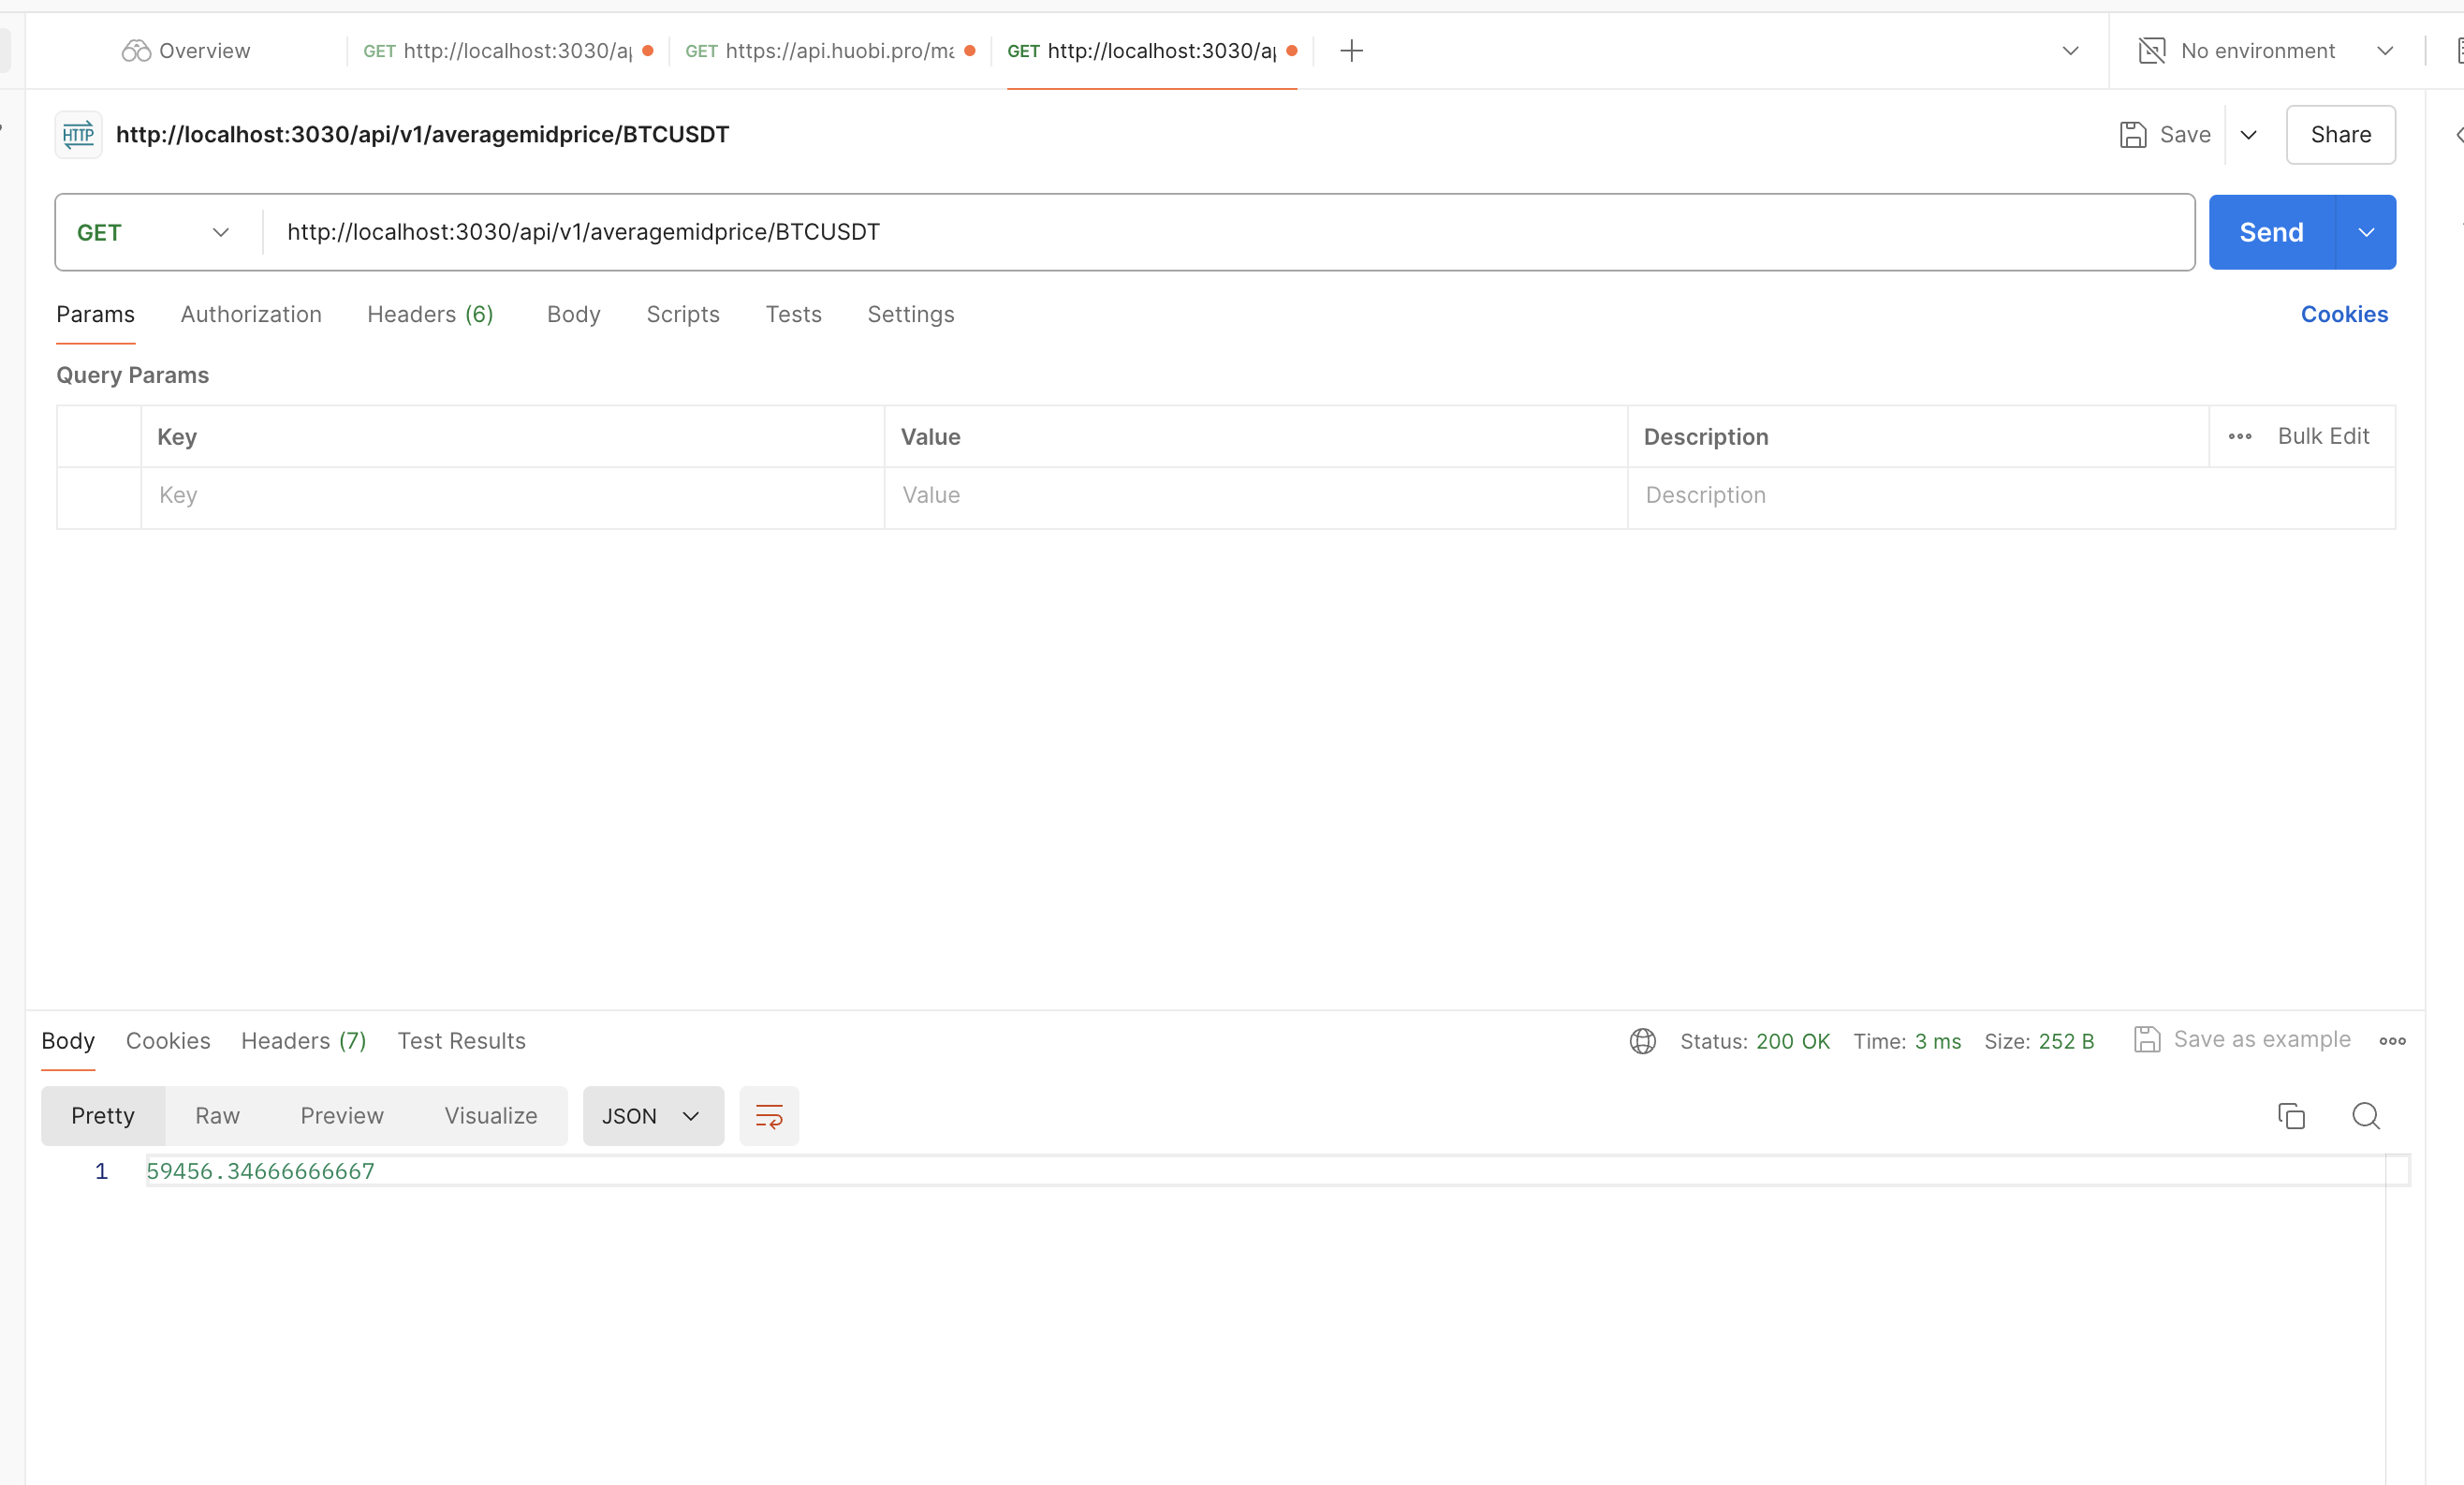 Overview
GET http://localhost:3030/a
GET https://api.huobi.pro/ma
GET http://localhost:3030/a
No environment
HTTP http://localhost:3030/api/v1/averagemidprice/BTCUSDT
Save
Share
GET http://localhost:3030/api/v1/averagemidprice/BTCUSDT
Send
Params Authorization Headers (6) Body Scripts Tests Settings
Cookies
Query Params
Key Value Description Bulk Edit
Key Value Description
Body Cookies Headers (7) Test Results
Status: 200 OK Time: 3 ms Size: 252 B Save as example
Pretty Raw Preview Visualize JSON
1 59456.34666666667